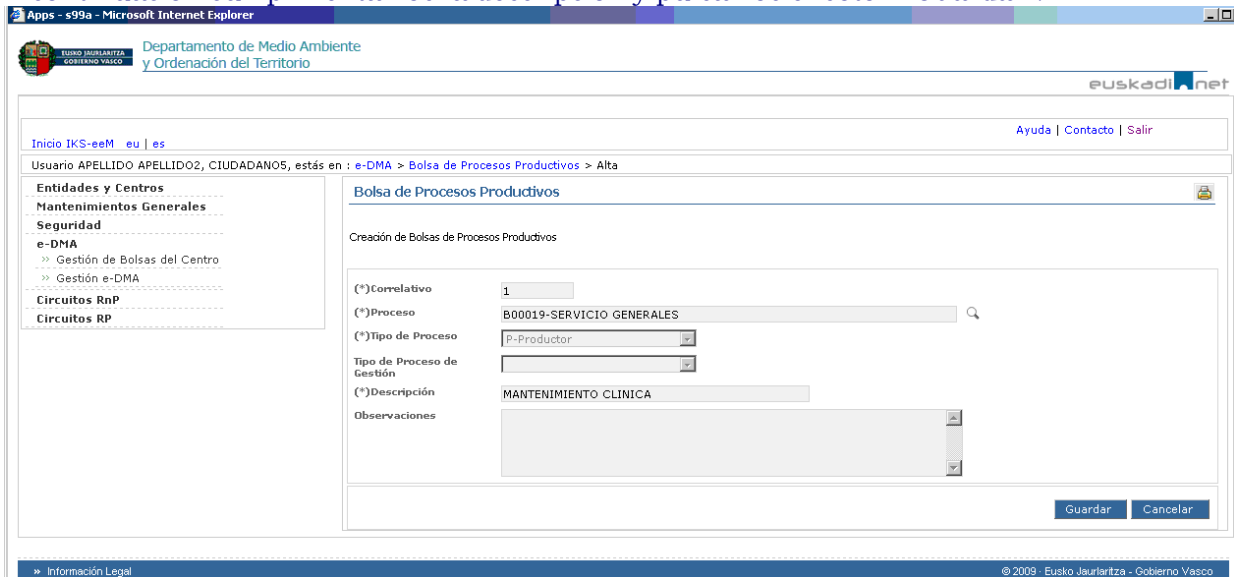 Apps - s99a - Microsoft Internet Explorer
EUSKO JAURLARITZA
GOBIERNO VASCO
Departamento de Medio Ambiente
y Ordenación del Territorio
euskadi net
Ayuda | Contacto | Salir
Inicio IKS-eeM eu | es
Usuario APELLIDO APELLIDO2, CIUDADANO5, estás en : e-DMA > Bolsa de Procesos Productivos > Alta
Entidades y Centros
Mantenimientos Generales
Seguridad
e-DMA
» Gestión de Bolsas del Centro
» Gestión e-DMA
Circuitos RnP
Circuitos RP
Bolsa de Procesos Productivos
Creación de Bolsas de Procesos Productivos
(*)Correlativo 1
(*)Proceso B00019-SERVICIO GENERALES
(*)Tipo de Proceso P-Productor
Tipo de Proceso de
Gestión
(*)Descripción MANTENIMIENTO CLINICA
Observaciones
Guardar Cancelar
» Información Legal © 2009 - Eusko Jaurlaritza - Gobierno Vasco